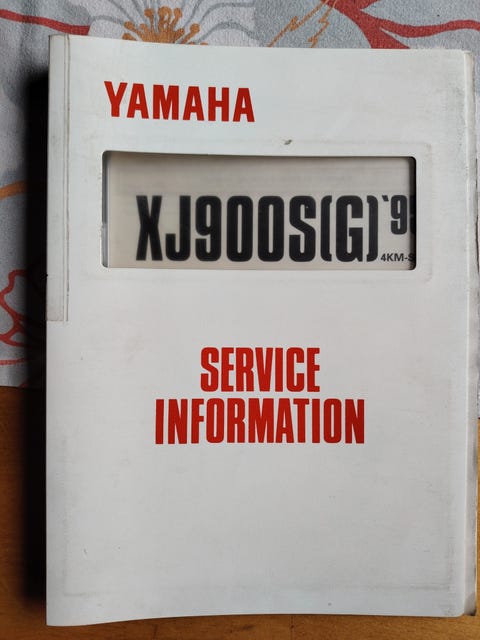 YAMAHA
XJ900S(G)'9
4KM-S
SERVICE
INFORMATION